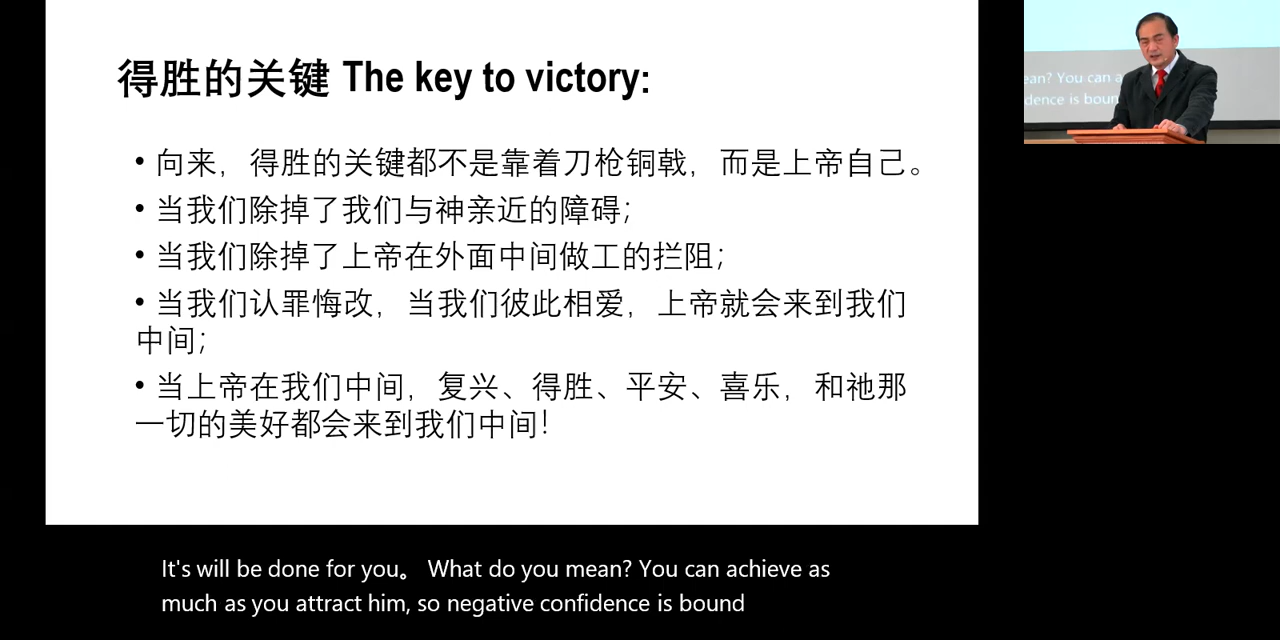 得胜的关键 The key to victory:
• 向来，得胜的关键都不是靠着刀枪铜戟，而是上帝自己。
• 当我们除掉了我们与神亲近的障碍；
• 当我们除掉了上帝在外面中间做工的拦阻；
• 当我们认罪悔改，当我们彼此相爱，上帝就会来到我们
中间；
• 当上帝在我们中间，复兴、得胜、平安、喜乐，和祂那
一切的美好都会来到我们中间！
ean? You can a
dence is boun
It's will be done for you。 What do you mean? You can achieve as
much as you attract him, so negative confidence is bound